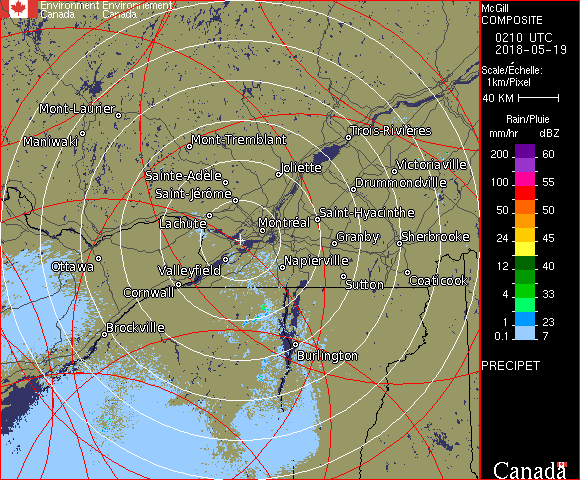 Environment Environnement
Canada Canada
McGill
COMPOSITE
0210 UTC
2018-05-19
Scale/Échelle:
1km/Pixel
40 KM
Rain/Pluie
mm/hr dBZ
200 60
100 55
50 50
24 45
12 40
4 33
1 23
0.1 7
PRECIPET
Mont-Laurier
Maniwaki
Mont-Tremblant
Trois-Rivières
Sainte-Adèle
Joliette
Victoriaville
Saint-Jérôme
Drummondville
Lachute
Montréal
Saint-Hyacinthe
Granby
Sherbrooke
Ottawa
Valleyfield
Napierville
Cornwall
Sutton
Coaticook
Brockville
Burlington
Canada